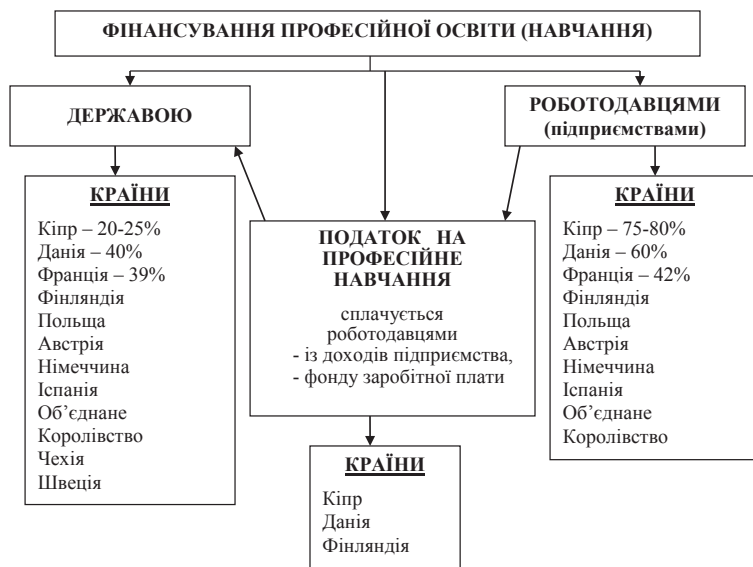 ФІНАНСУВАННЯ ПРОФЕСІЙНОЇ ОСВІТИ (НАВЧАННЯ)
ДЕРЖАВОЮ
РОБОТОДАВЦЯМИ
(підприємствами)
КРАЇНИ
Кіпр – 20-25%
Данія – 40%
Франція – 39%
Фінляндія
Польща
Австрія
Німеччина
Іспанія
Об’єднане
Королівство
Чехія
Швеція
ПОДАТОК НА
ПРОФЕСІЙНЕ
НАВЧАННЯ
сплачується
роботодавцями
- із доходів підприємства,
- фонду заробітної плати
КРАЇНИ
Кіпр
Данія
Фінляндія
КРАЇНИ
Кіпр – 75-80%
Данія – 60%
Франція – 42%
Фінляндія
Польща
Австрія
Німеччина
Іспанія
Об’єднане
Королівство